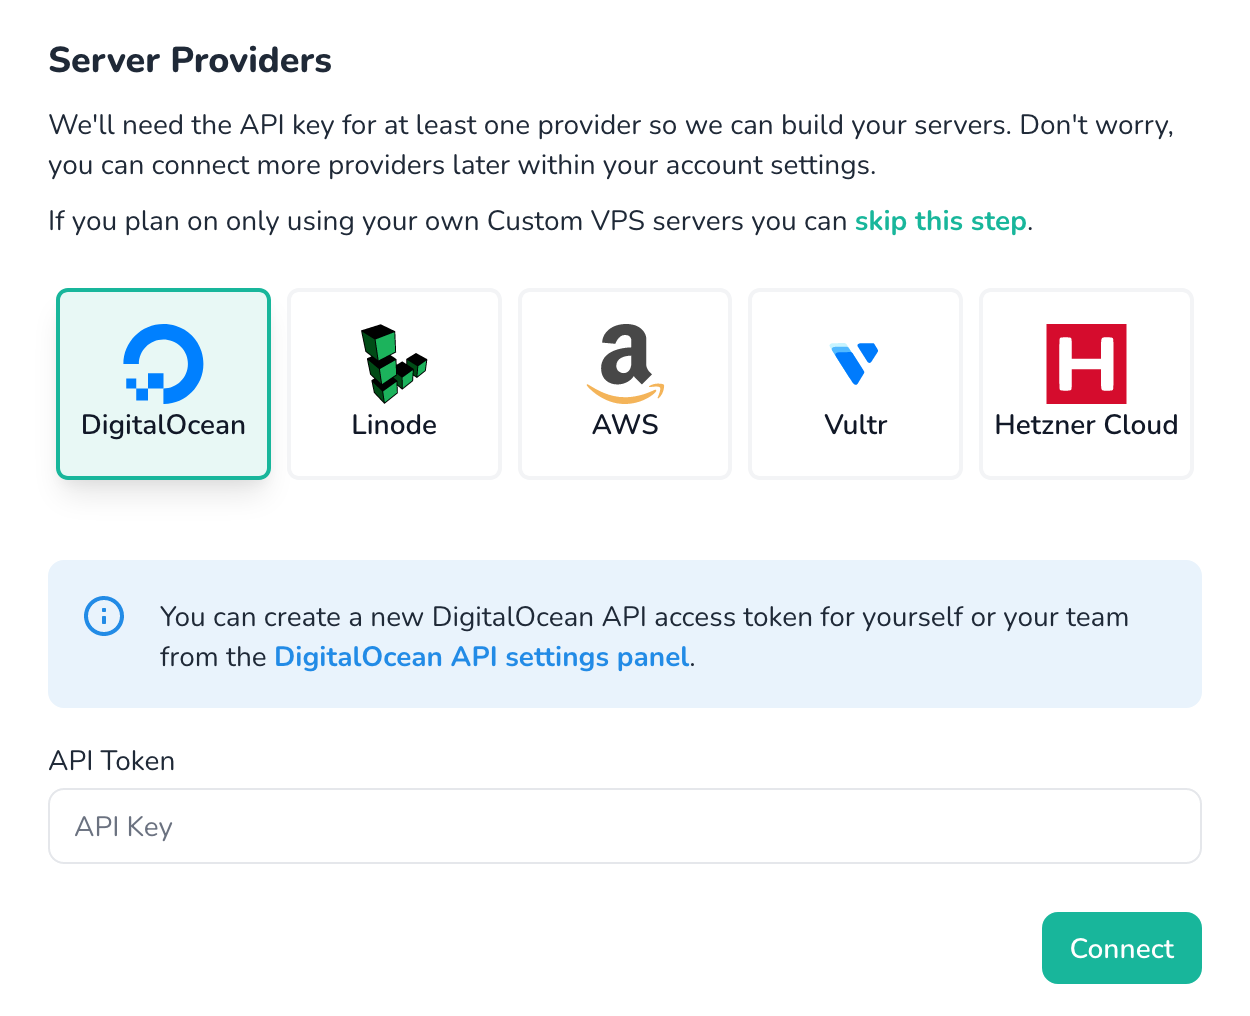 Server Providers
We'll need the API key for at least one provider so we can build your servers. Don't worry,
you can connect more providers later within your account settings.
If you plan on only using your own Custom VPS servers you can skip this step.
DigitalOcean
Linode
a
AWS
Vultr
H
Hetzner Cloud
You can create a new DigitalOcean API access token for yourself or your team
from the DigitalOcean API settings panel.
API Token
API Key
Connect